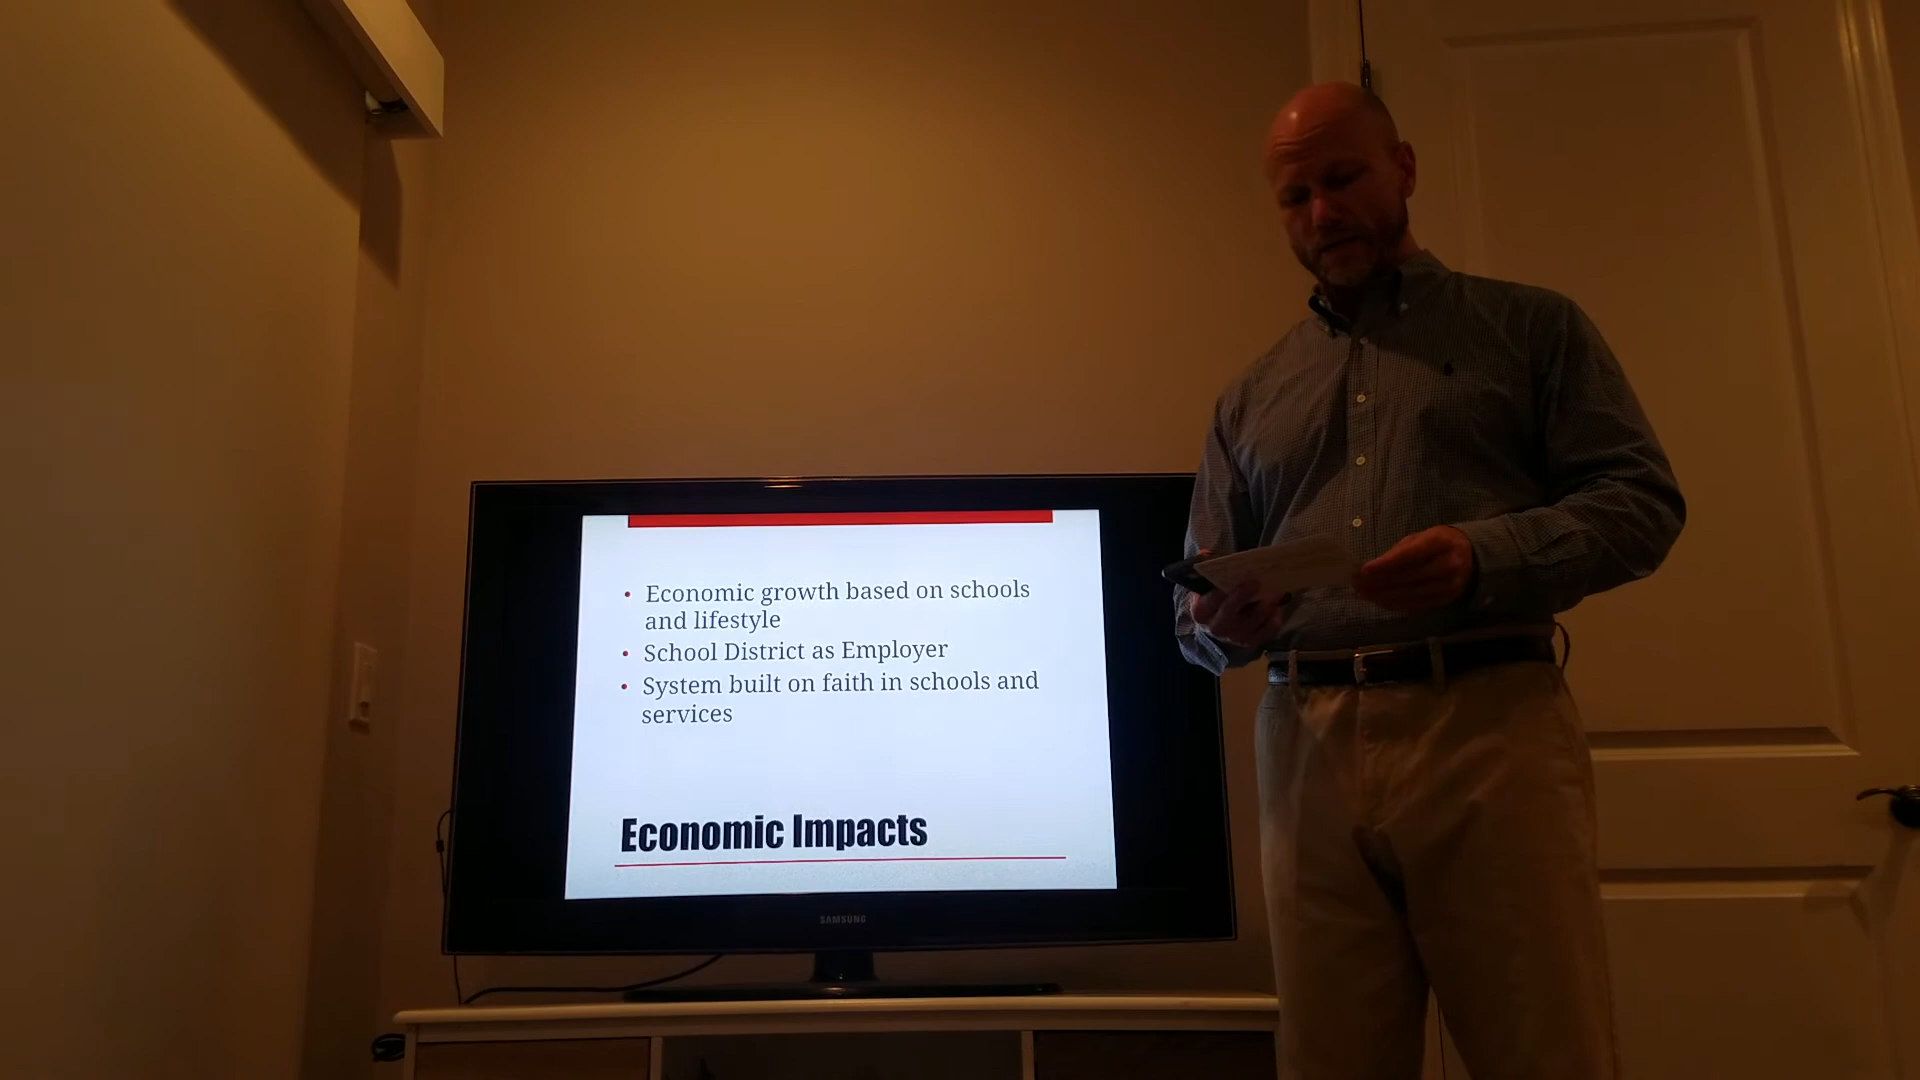 • Economic growth based on schools
and lifestyle
• School District as Employer
• System built on faith in schools and
services
Economic Impacts
SAMSUNG